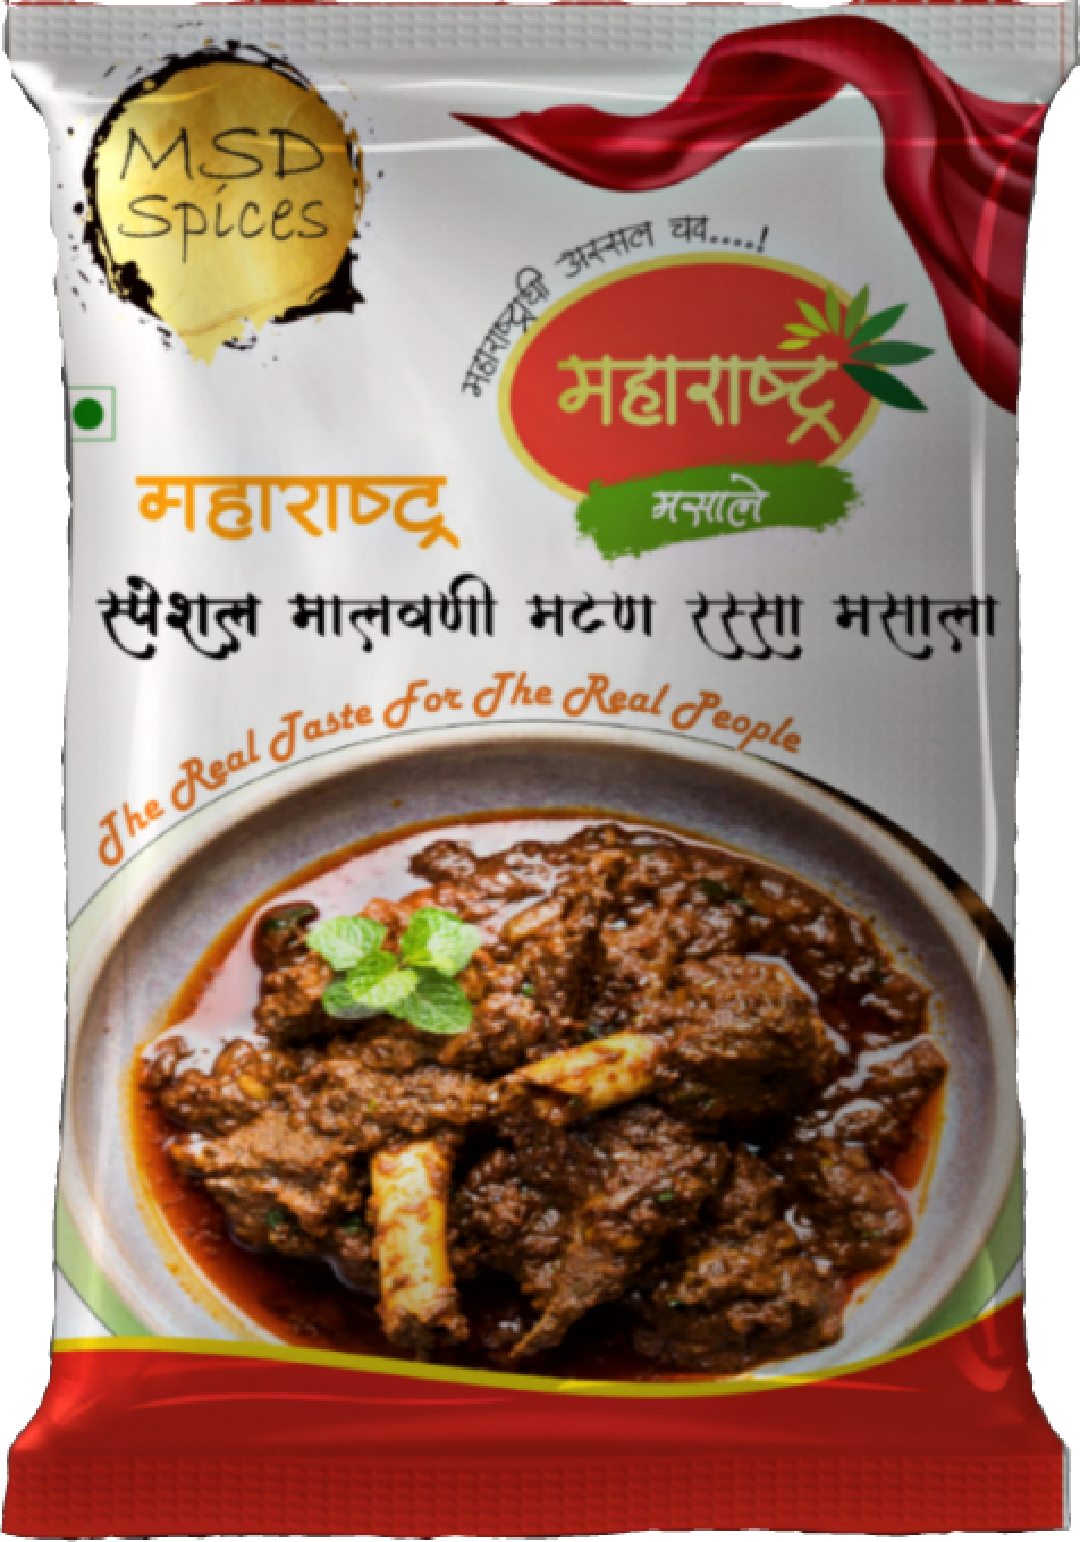 MSD
Spices
महाराष्ट्राची अस्सल चव....!
महाराष्ट्र
मसाले
महाराष्ट्र
स्पेशल मालवणी मटण रस्सा मसाला
The Real Taste For The Real People